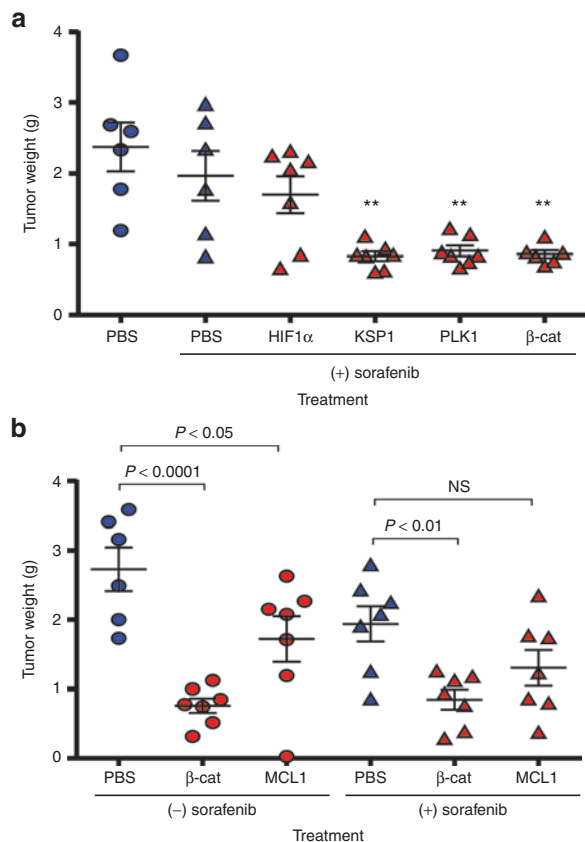 a
4
3
2
1
0
Tumor weight (g)
** ** **
PBS PBS HIF1α KSP1 PLK1 β-cat
(+) sorafenib
Treatment
b
P < 0.05
P < 0.0001
NS
P < 0.01
4
3
2
1
0
Tumor weight (g)
PBS β-cat MCL1 PBS β-cat MCL1
(−) sorafenib (+) sorafenib
Treatment